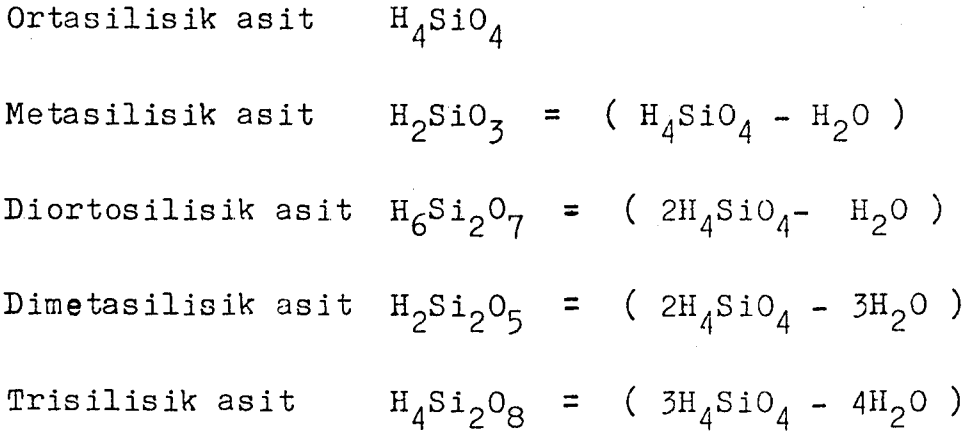 Ortasilisik asit H₄SiO₄
Metasilisik asit H₂SiO₃ = ( H₄SiO₄ - H₂O )
Diortosilisik asit H₆Si₂O₇ = ( 2H₄SiO₄- H₂O )
Dimetasilisik asit H₂Si₂O₅ = ( 2H₄SiO₄ - 3H₂O )
Trisilisik asit H₄Si₂O₈ = ( 3H₄SiO₄ - 4H₂O )